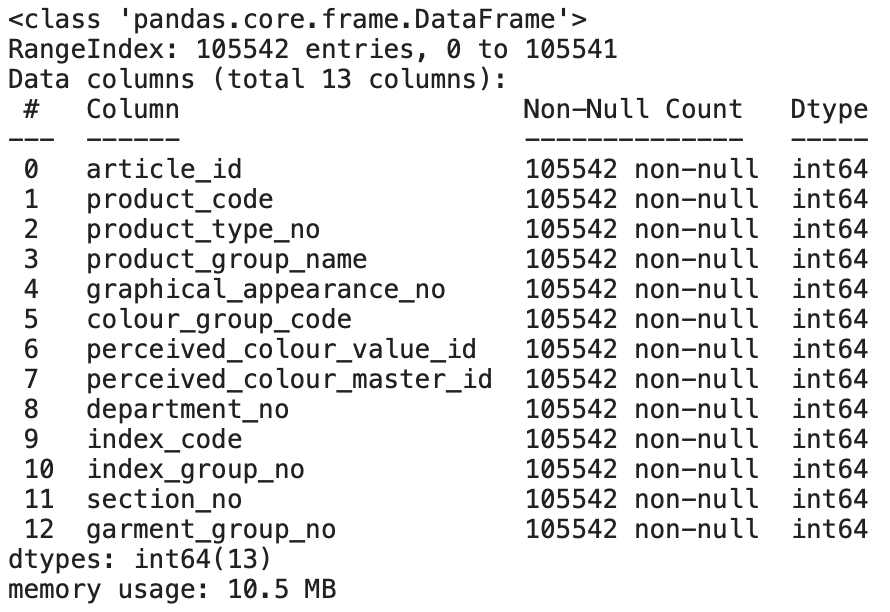 <class 'pandas.core.frame.DataFrame'>
RangeIndex: 105542 entries, 0 to 105541
Data columns (total 13 columns):
 #   Column                      Non-Null Count   Dtype
---  ------                      --------------   -----
 0   article_id                  105542 non-null  int64
 1   product_code                105542 non-null  int64
 2   product_type_no             105542 non-null  int64
 3   product_group_name          105542 non-null  int64
 4   graphical_appearance_no     105542 non-null  int64
 5   colour_group_code           105542 non-null  int64
 6   perceived_colour_value_id   105542 non-null  int64
 7   perceived_colour_master_id  105542 non-null  int64
 8   department_no               105542 non-null  int64
 9   index_code                  105542 non-null  int64
 10  index_group_no              105542 non-null  int64
 11  section_no                  105542 non-null  int64
 12  garment_group_no            105542 non-null  int64
dtypes: int64(13)
memory usage: 10.5 MB